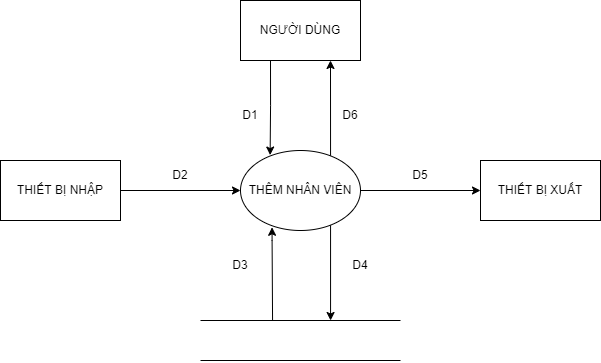 NGƯỜI DÙNG
D1
D6
THIẾT BỊ NHẬP
D2
THÊM NHÂN VIÊN
D5
THIẾT BỊ XUẤT
D3
D4